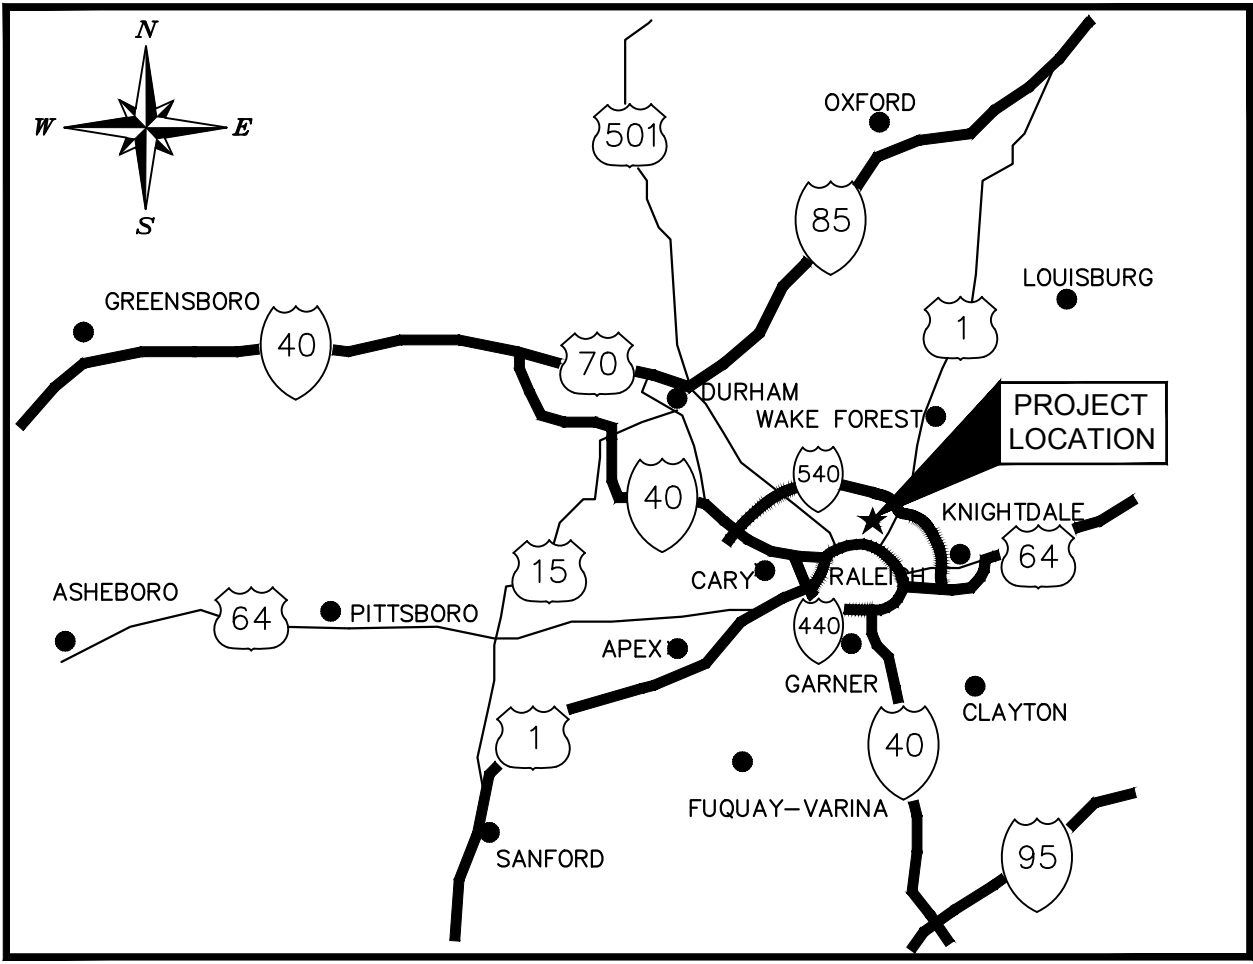 N
W
E
S
501
OXFORD
85
LOUISBURG
GREENSBORO
40
70
1
DURHAM
WAKE FOREST
PROJECT
LOCATION
540
40
KNIGHTDALE
64
15
CARY
RALEIGH
ASHEBORO
64
PITTSBORO
440
APEX
GARNER
CLAYTON
1
40
FUQUAY-VARINA
SANFORD
95